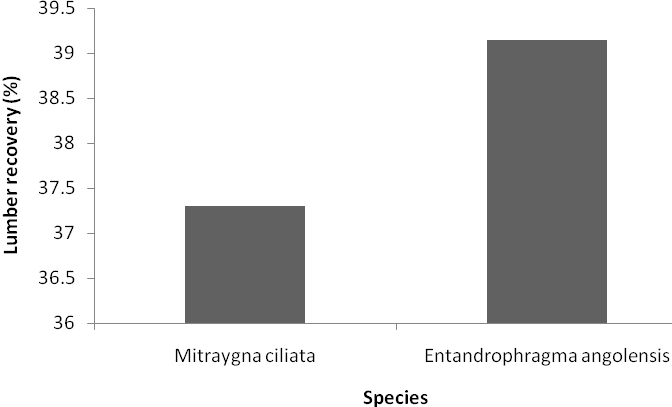 39.5
39
38.5
38
37.5
37
36.5
36
Lumber recovery (%)
Mitraygna ciliata
Entandrophragma angolensis
Species